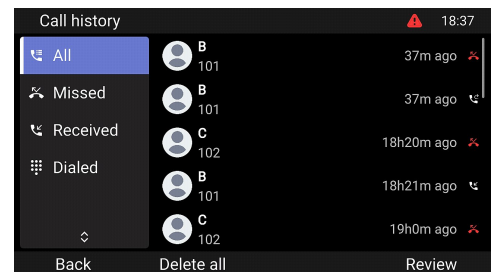 Call history 18:37
All
Missed
Received
Dialed
B
101 37m ago
B
101 37m ago
C
102 18h20m ago
B
101 18h21m ago
C
102 19h0m ago
Back Delete all Review